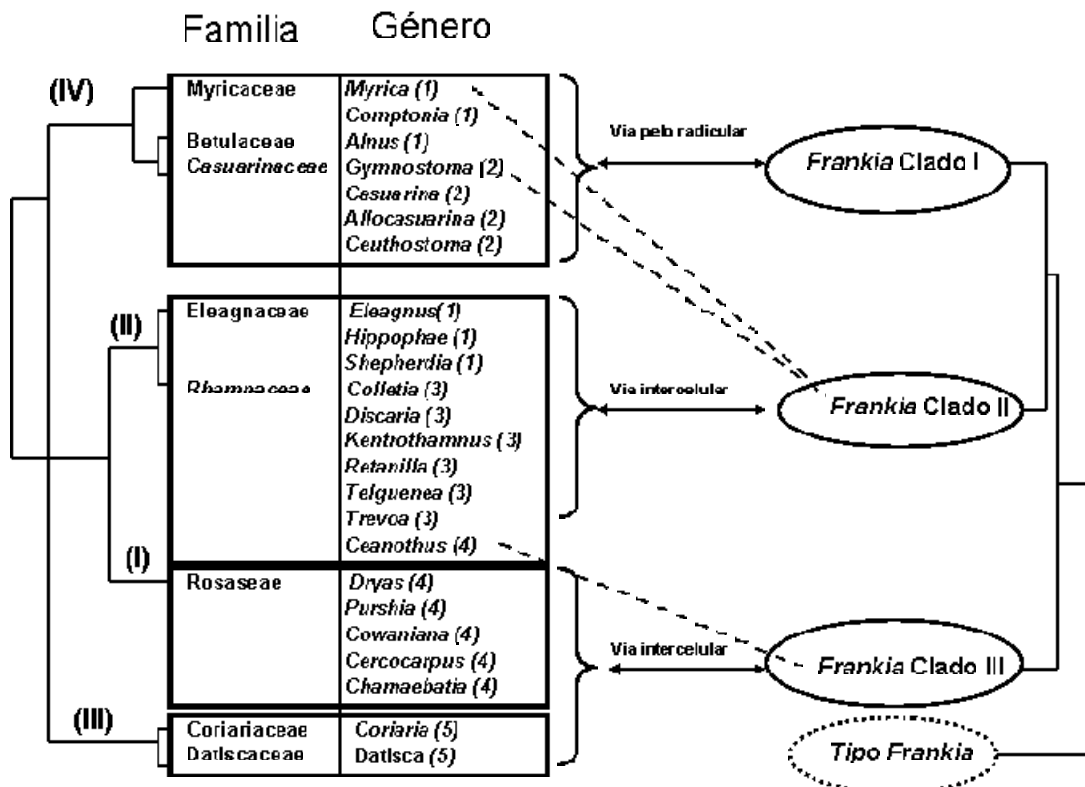 Familia Género
(IV)
Myricaceae Myrica (1)
Comptonia (1)
Betulaceae Alnus (1)
Casuarinaceae Gymnostoma (2)
Casuarina (2)
Allocasuarina (2)
Ceuthostoma (2)
Via pelo radicular
Frankia Clado I
(II)
Eleagnaceae Eleagnus(1)
Hippophae (1)
Shepherdia (1)
Rhamnaceae Colletia (3)
Discaria (3)
Kentrothamnus (3)
Retanilla (3)
Telguenea (3)
Trevoa (3)
Ceanothus (4)
Via intercelular
Frankia Clado II
(I)
Rosaseae Dryas (4)
Purshia (4)
Cowaniana (4)
Cercocarpus (4)
Chamaebatia (4)
Via intercelular
Frankia Clado III
(III)
Coriariaceae Coriaria (5)
Datiscaceae Datisca (5)
Tipo Frankia